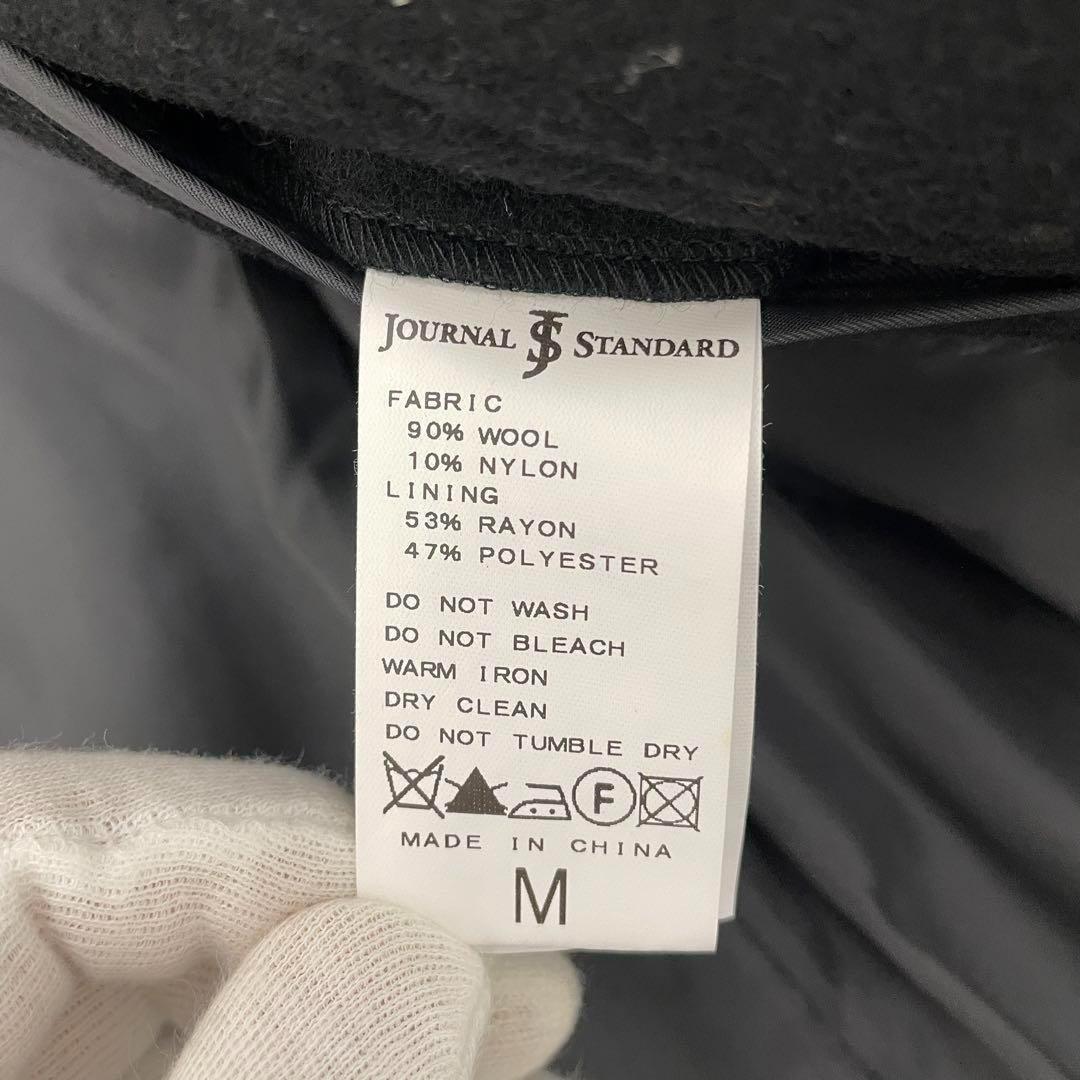 JOURNAL JS STANDARD
FABRIC
90% WOOL
10% NYLON
LINING
53% RAYON
47% POLYESTER
DO NOT WASH
DO NOT BLEACH
WARM IRON
DRY CLEAN
DO NOT TUMBLE DRY
F
MADE IN CHINA
M